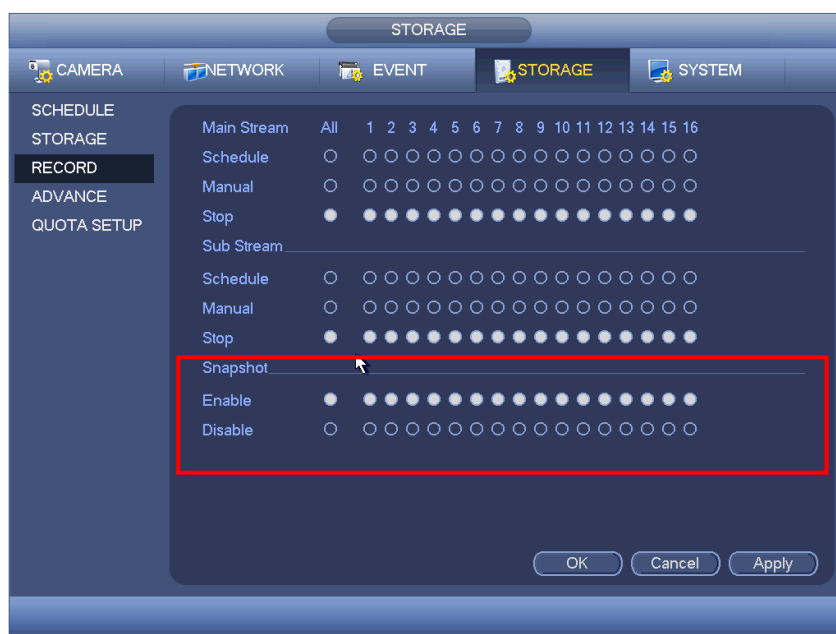 STORAGE
CAMERA NETWORK EVENT STORAGE SYSTEM
SCHEDULE
STORAGE
RECORD
ADVANCE
QUOTA SETUP
Main Stream All 1 2 3 4 5 6 7 8 9 10 11 12 13 14 15 16
Schedule
Manual
Stop
Sub Stream
Schedule
Manual
Stop
Snapshot
Enable
Disable
OK Cancel Apply